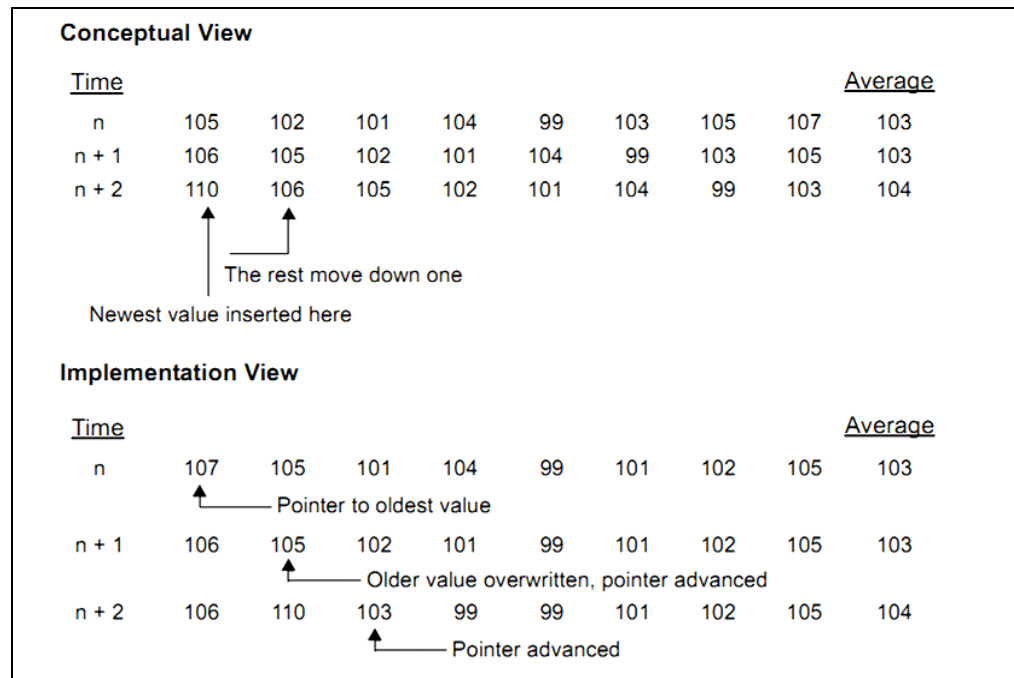 Conceptual View
Time Average
n 105 102 101 104 99 103 105 107 103
n + 1 106 105 102 101 104 99 103 105 103
n + 2 110 106 105 102 101 104 99 103 104
The rest move down one
Newest value inserted here
Implementation View
Time Average
n 107 105 101 104 99 101 102 105 103
Pointer to oldest value
n + 1 106 105 102 101 99 101 102 105 103
Older value overwritten, pointer advanced
n + 2 106 110 103 99 99 101 102 105 104
Pointer advanced